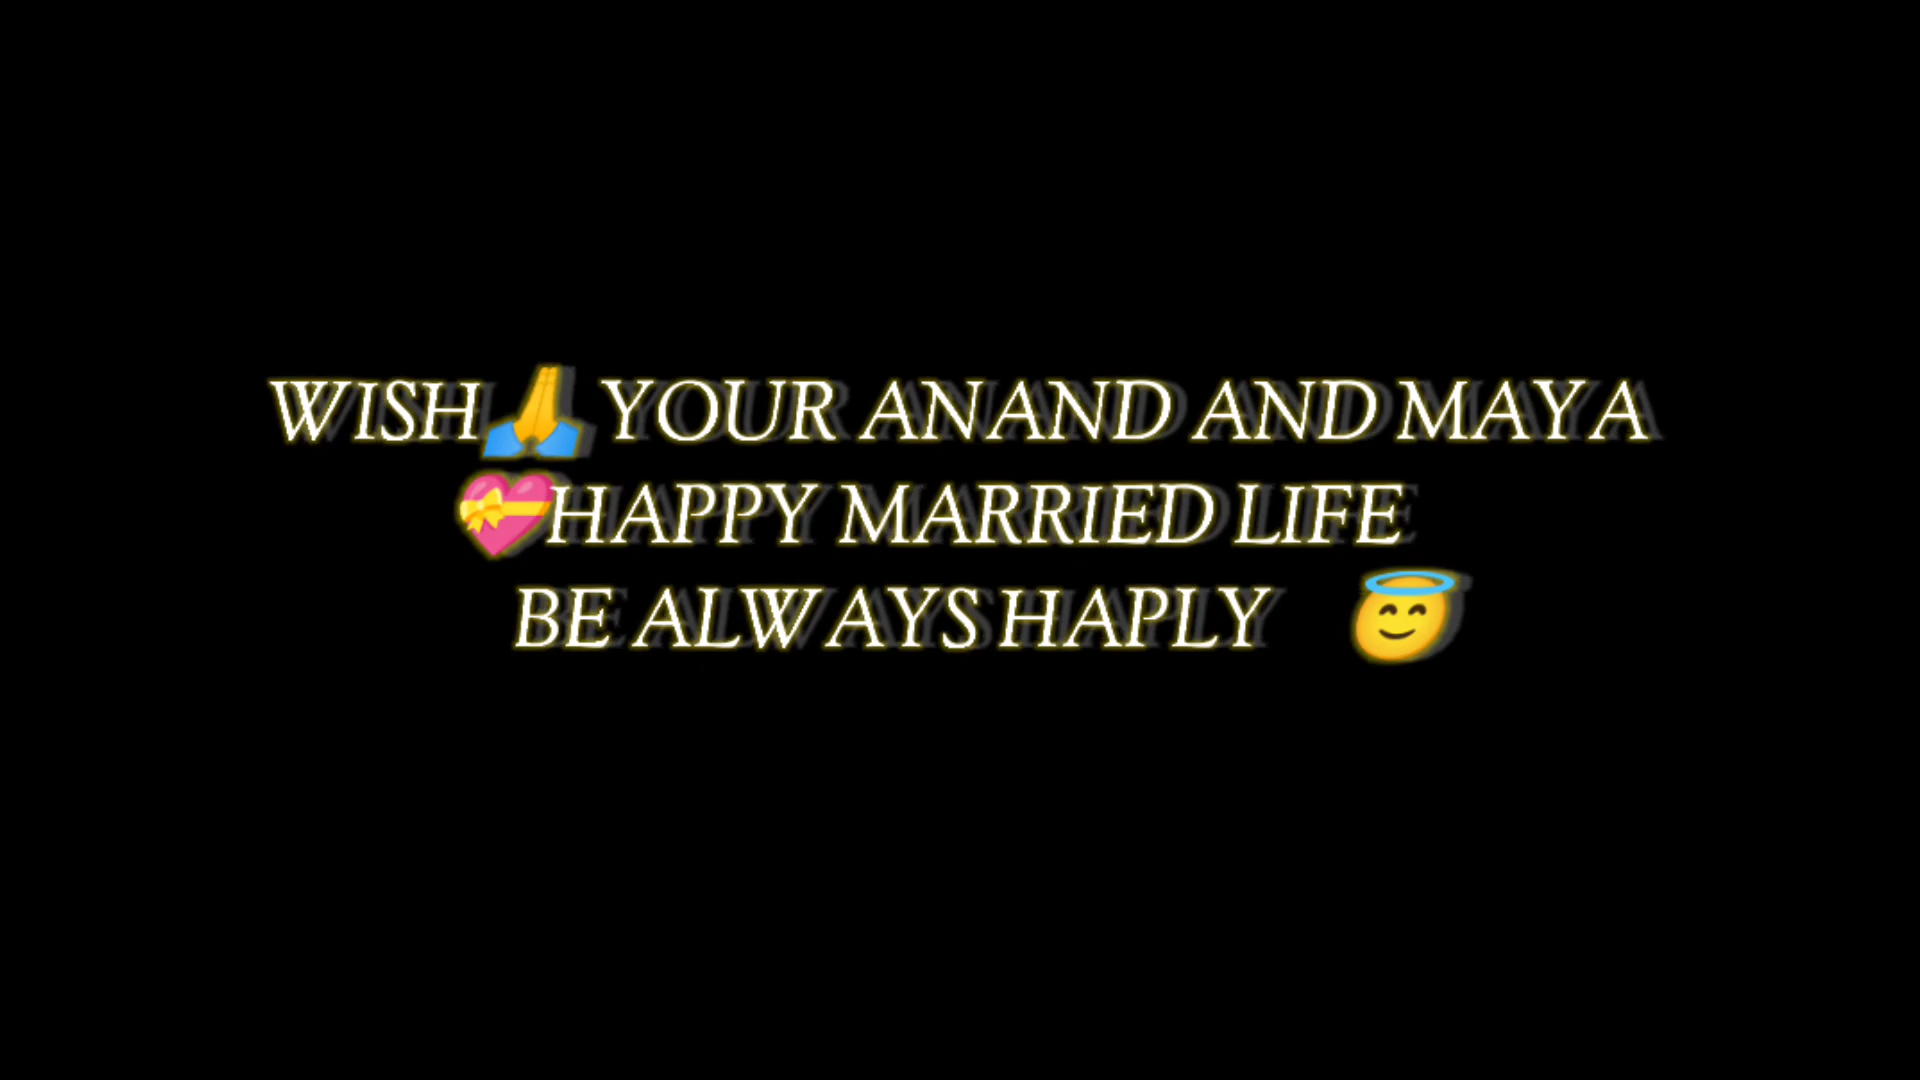 WISH🙏 YOUR ANAND AND MAYA
💝HAPPY MARRIED LIFE
BE ALWAYS HAPLY 😇